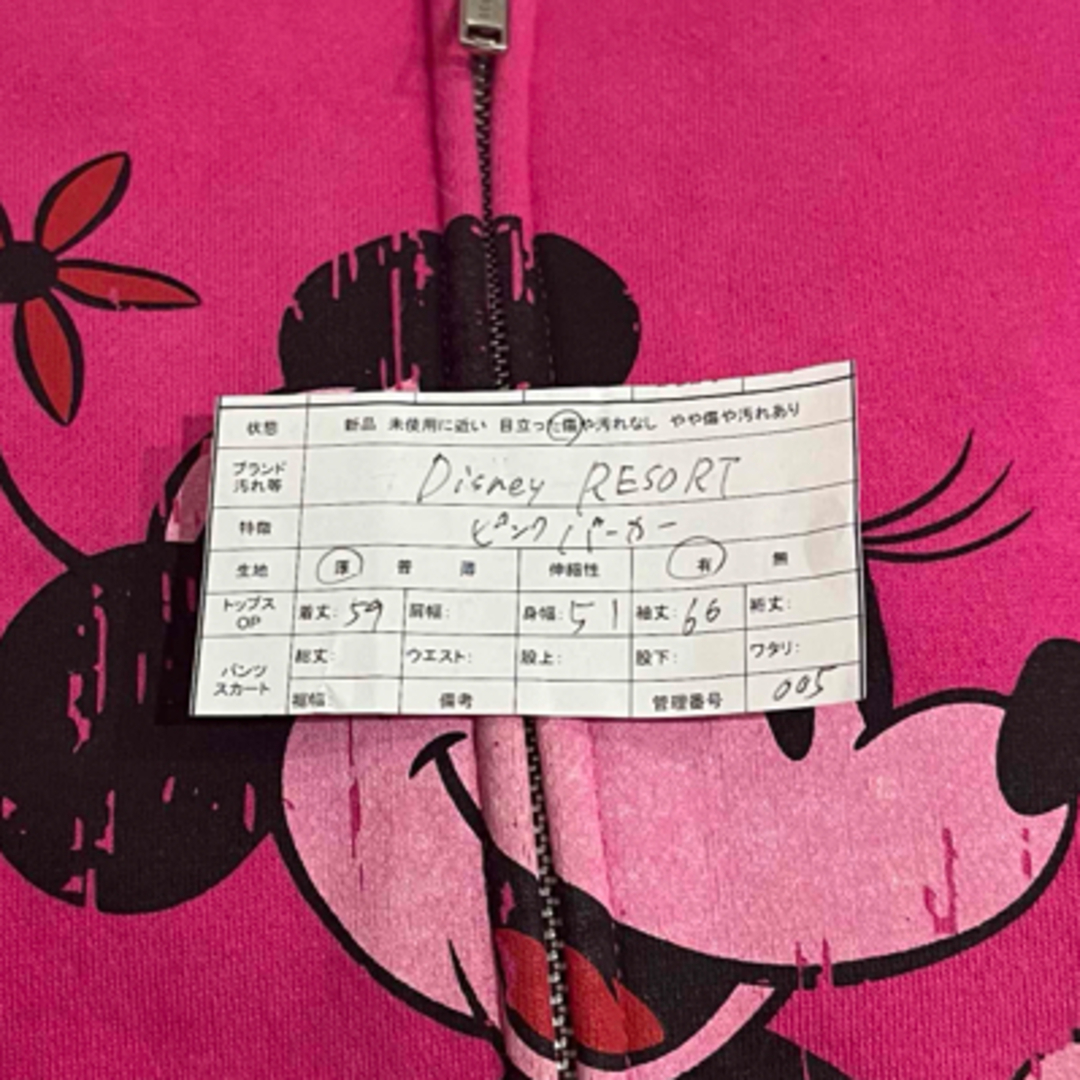 状態 新品 未使用に近い 目立った傷や汚れなし やや傷や汚れあり
ブランド 汚れ等 Disney RESORT
特徴 ピンクパーカー
生地 厚 普 薄 伸縮性 有 無
トップス OP 着丈: 59 肩幅: 身幅: 51 袖丈: 66 裄丈:
パンツ スカート 総丈: ウエスト: 股上: 股下: ワタリ:
裾幅: 備考 管理番号 005